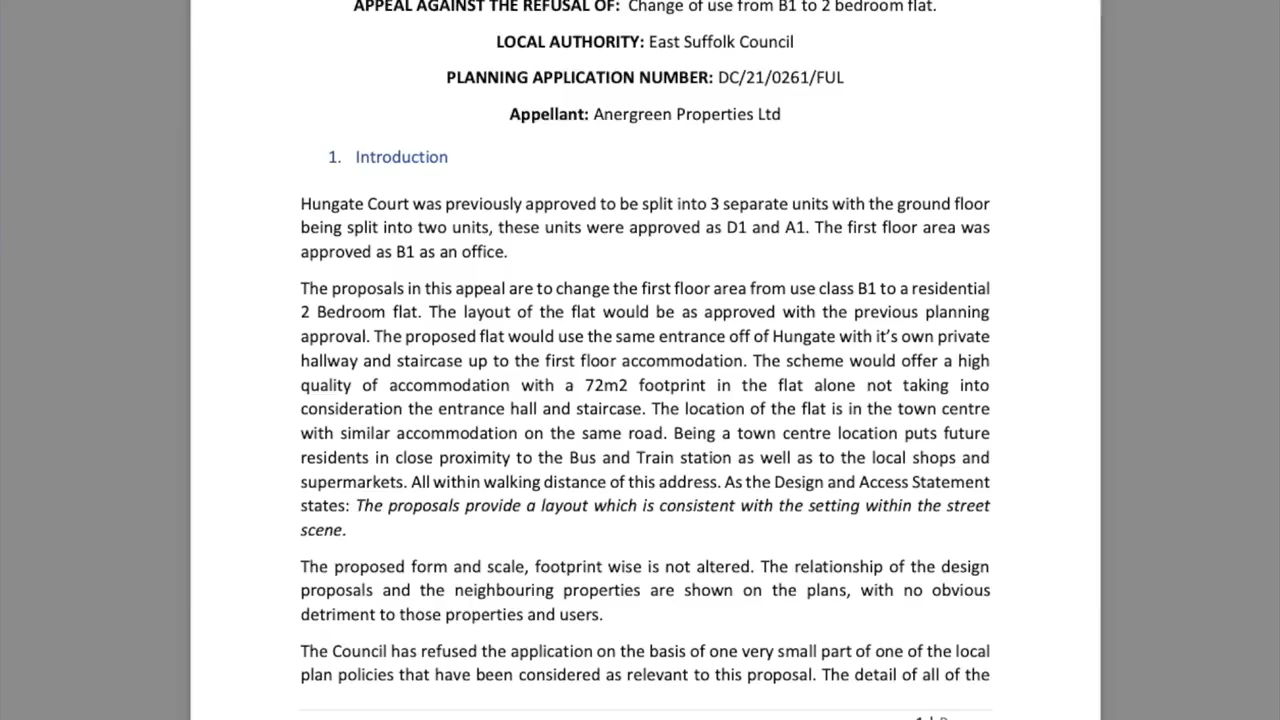 APPEAL AGAINST THE REFUSAL OF: Change of use from B1 to 2 bedroom flat.
LOCAL AUTHORITY: East Suffolk Council
PLANNING APPLICATION NUMBER: DC/21/0261/FUL
Appellant: Anergreen Properties Ltd
1. Introduction
Hungate Court was previously approved to be split into 3 separate units with the ground floor
being split into two units, these units were approved as D1 and A1. The first floor area was
approved as B1 as an office.
The proposals in this appeal are to change the first floor area from use class B1 to a residential
2 Bedroom flat. The layout of the flat would be as approved with the previous planning
approval. The proposed flat would use the same entrance off of Hungate with it’s own private
hallway and staircase up to the first floor accommodation. The scheme would offer a high
quality of accommodation with a 72m2 footprint in the flat alone not taking into
consideration the entrance hall and staircase. The location of the flat is in the town centre
with similar accommodation on the same road. Being a town centre location puts future
residents in close proximity to the Bus and Train station as well as to the local shops and
supermarkets. All within walking distance of this address. As the Design and Access Statement
states: The proposals provide a layout which is consistent with the setting within the street
scene.
The proposed form and scale, footprint wise is not altered. The relationship of the design
proposals and the neighbouring properties are shown on the plans, with no obvious
detriment to those properties and users.
The Council has refused the application on the basis of one very small part of one of the local
plan policies that have been considered as relevant to this proposal. The detail of all of the